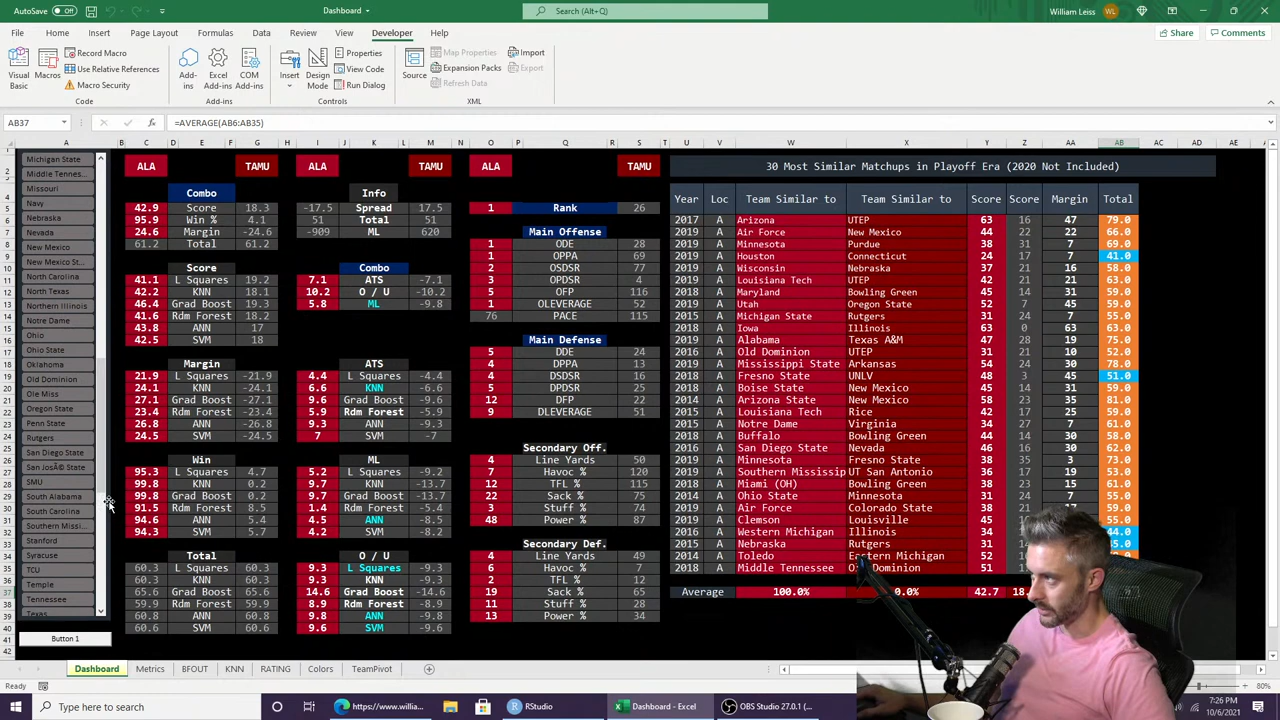 AutoSave Off Dashboard Search (Alt+Q) William Leiss WL
File Home Insert Page Layout Formulas Data Review View Developer Help Share Comments
Visual Basic Macros Record Macro Use Relative References Macro Security Code
Add-ins Excel Add-ins COM Add-ins Add-ins
Insert Design Mode Properties View Code Run Dialog Controls
Source Map Properties Expansion Packs Refresh Data Import Export XML
AB37 =AVERAGE(AB6:AB35)
Michigan State
Middle Tennes...
Missouri
Navy
Nebraska
Nevada
New Mexico
New Mexico St...
North Carolina
North Texas
Northern Illinois
Notre Dame
Ohio
Ohio State
Oklahoma
Old Dominion
Ole Miss
Oregon State
Penn State
Rutgers
San Diego State
San JosÃ© State
SMU
South Alabama
South Carolina
Southern Missi...
Stanford
Syracuse
TCU
Temple
Tennessee
Texas
Button 1
ALA TAMU
Combo
42.9 Score 18.3
95.9 Win % 4.1
24.6 Margin -24.6
61.2 Total 61.2
Score
41.1 L Squares 19.2
42.2 KNN 18.1
46.4 Grad Boost 19.3
41.6 Rdm Forest 18.2
43.8 ANN 17
42.5 SVM 18
Margin
21.9 L Squares -21.9
24.1 KNN -24.1
27.1 Grad Boost -27.1
23.4 Rdm Forest -23.4
26.8 ANN -26.8
24.5 SVM -24.5
Win
95.3 L Squares 4.7
99.8 KNN 0.2
99.8 Grad Boost 0.2
91.5 Rdm Forest 8.5
94.6 ANN 5.4
94.3 SVM 5.7
Total
60.3 L Squares 60.3
60.3 KNN 60.3
65.6 Grad Boost 65.6
59.9 Rdm Forest 59.9
60.8 ANN 60.8
60.6 SVM 60.6
ALA TAMU
Info
-17.5 Spread 17.5
51 Total 51
-909 ML 620
Combo
7.1 ATS -7.1
10.2 O / U -10.2
5.8 ML -9.8
ATS
4.4 L Squares -4.4
6.6 KNN -6.6
9.6 Grad Boost -9.6
5.9 Rdm Forest -5.9
9.3 ANN -9.3
7 SVM -7
ML
5.2 L Squares -9.2
9.7 KNN -13.7
9.7 Grad Boost -13.7
1.4 Rdm Forest -5.4
4.5 ANN -8.5
4.2 SVM -8.2
O / U
9.3 L Squares -9.3
9.3 KNN -9.3
14.6 Grad Boost -14.6
8.9 Rdm Forest -8.9
9.8 ANN -9.8
9.6 SVM -9.6
ALA TAMU
1 Rank 26
Main Offense
1 ODE 28
1 OPPA 69
2 OSDSR 77
3 OPDSR 4
5 OFP 112
1 OLEVERAGE 52
76 PACE 115
Main Defense
5 DDE 24
4 DPPA 13
4 DSDSR 16
5 DPDSR 25
12 DFP 22
9 DLEVERAGE 51
Secondary Off.
4 Line Yards 50
7 Havoc % 120
12 TFL % 115
22 Sack % 75
3 Stuff % 74
48 Power % 87
Secondary Def.
4 Line Yards 49
6 Havoc % 7
2 TFL % 12
19 Sack % 65
11 Stuff % 28
13 Power % 34
30 Most Similar Matchups in Playoff Era (2020 Not Included)
Year Loc Team Similar to Team Similar to Score Score Margin Total
2017 A Arizona UTEP 63 16 47 79.0
2019 A Air Force New Mexico 44 22 22 66.0
2019 A Minnesota Purdue 38 31 7 69.0
2019 A Houston Connecticut 24 17 7 41.0
2019 A Wisconsin Nebraska 37 21 16 58.0
2019 A Louisiana Tech UTEP 42 21 21 63.0
2018 A Maryland Bowling Green 45 14 31 59.0
2019 A Utah Oregon State 52 7 45 59.0
2015 A Michigan State Rutgers 31 24 7 55.0
2018 A Iowa Illinois 63 0 63 63.0
2019 A Alabama Texas A&M 47 28 19 75.0
2016 A Old Dominion UTEP 31 21 10 52.0
2019 A Mississippi State Arkansas 54 24 30 78.0
2018 A Fresno State UNLV 48 3 45 51.0
2018 A Boise State New Mexico 45 14 31 59.0
2014 A Arizona State New Mexico 58 23 35 81.0
2015 A Louisiana Tech Rice 42 17 25 59.0
2015 A Notre Dame Virginia 34 27 7 61.0
2018 A Buffalo Bowling Green 44 14 30 58.0
2016 A San Diego State Nevada 46 16 30 62.0
2019 A Minnesota Fresno State 38 35 3 73.0
2019 A Southern Mississip UT San Antonio 36 17 19 53.0
2018 A Miami (OH) Bowling Green 38 23 15 61.0
2014 A Ohio State Minnesota 31 24 7 55.0
2019 A Air Force Colorado State 38 60.0
2019 A Clemson Louisville 45 55.0
2016 A Western Michigan Illinois 34 44.0
2015 A Nebraska Rutgers 31
2014 A Toledo Eastern Michigan 52
2018 A Middle Tennessee Dominion 51
Average 100.0% 42.7
Dashboard Metrics BFOUT KNN RATING Colors TeamPivot
Ready 80%
Type here to search https://www.willia... RStudio Dashboard - Excel OBS Studio 27.0.1 7:26 PM 10/6/2021